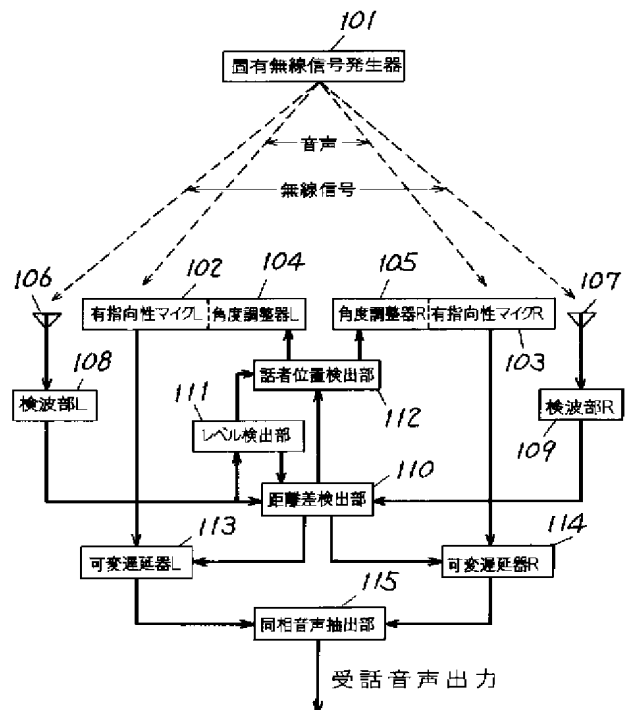 101
固有無線信号発生器
音声
無線信号
106
102
104
105
107
有指向性マイクL
角度調整器L
角度調整器R
有指向性マイクR
103
108
111
話者位置検出部
112
検波部L
検波部R
109
レベル検出部
110
距離差検出部
113
114
可変遅延器L
可変遅延器R
115
同相音声抽出部
受話音声出力